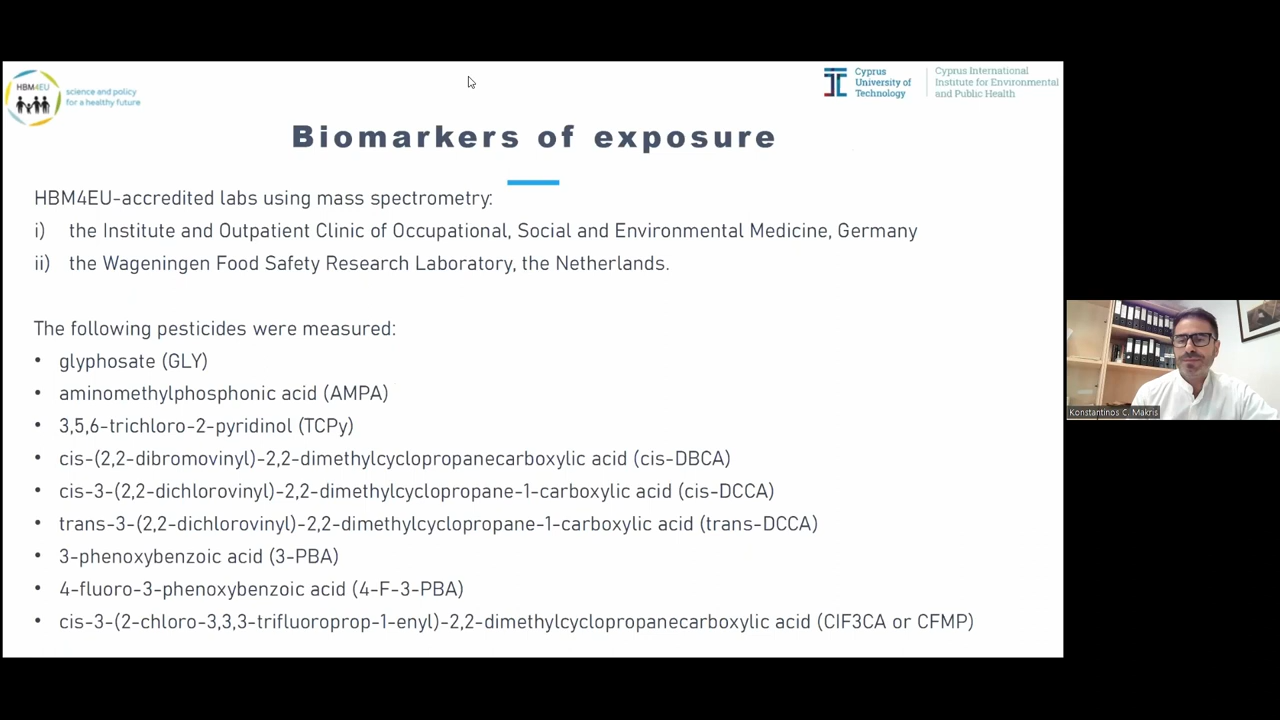 HBM4EU
science and policy
for a healthy future
Cyprus
University of
Technology
Cyprus International
Institute for Environmental
and Public Health
Biomarkers of exposure
HBM4EU-accredited labs using mass spectrometry:
i) the Institute and Outpatient Clinic of Occupational, Social and Environmental Medicine, Germany
ii) the Wageningen Food Safety Research Laboratory, the Netherlands.
The following pesticides were measured:
• glyphosate (GLY)
• aminomethylphosphonic acid (AMPA)
• 3,5,6-trichloro-2-pyridinol (TCPy)
• cis-(2,2-dibromovinyl)-2,2-dimethylcyclopropanecarboxylic acid (cis-DBCA)
• cis-3-(2,2-dichlorovinyl)-2,2-dimethylcyclopropane-1-carboxylic acid (cis-DCCA)
• trans-3-(2,2-dichlorovinyl)-2,2-dimethylcyclopropane-1-carboxylic acid (trans-DCCA)
• 3-phenoxybenzoic acid (3-PBA)
• 4-fluoro-3-phenoxybenzoic acid (4-F-3-PBA)
• cis-3-(2-chloro-3,3,3-trifluoroprop-1-enyl)-2,2-dimethylcyclopropanecarboxylic acid (ClF3CA or CFMP)
Konstantinos C. Makris